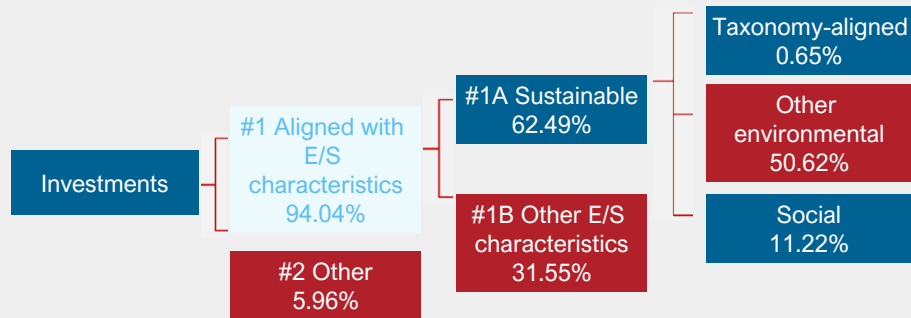 Investments
#1 Aligned with
E/S
characteristics
94.04%
#2 Other
5.96%
#1A Sustainable
62.49%
#1B Other E/S
characteristics
31.55%
Taxonomy-aligned
0.65%
Other
environmental
50.62%
Social
11.22%